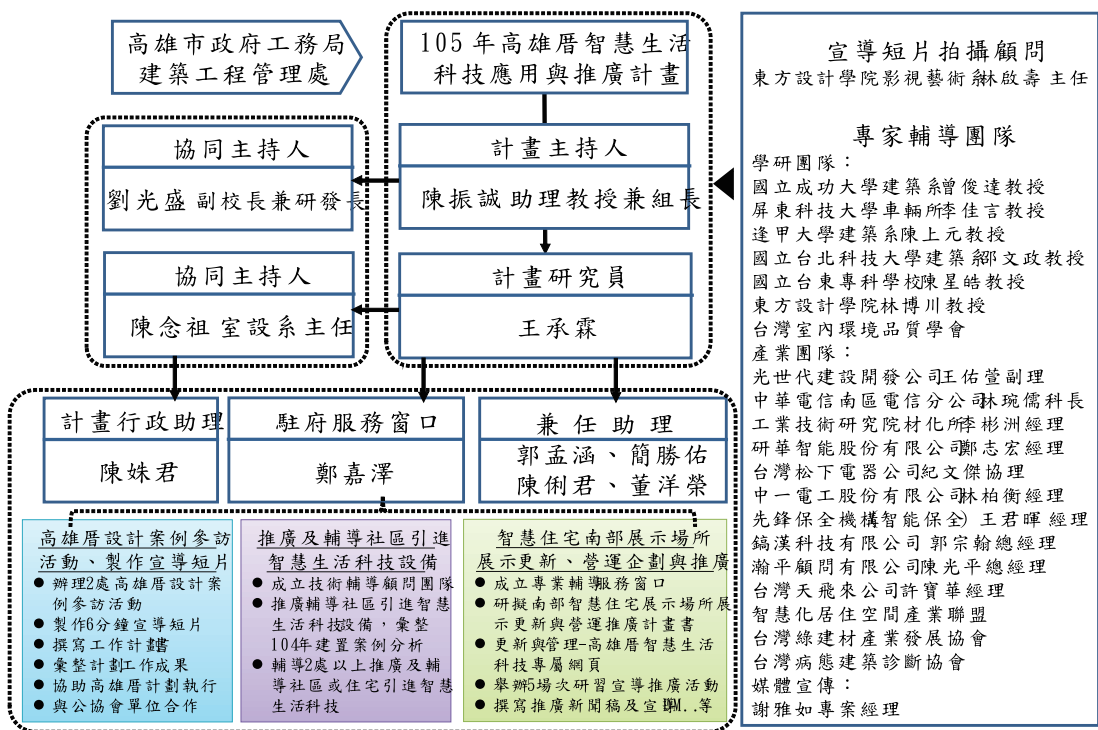 高雄市政府工務局
建築工程管理處
105年高雄厝智慧生活
科技應用與推廣計畫
協同主持人
劉光盛 副校長兼研發長
計畫主持人
陳振誠 助理教授兼組長
協同主持人
陳念祖 室設系主任
計畫研究員
王承霖
計畫行政助理
陳姝君
駐府服務窗口
鄭嘉澤
兼任助理
郭孟涵、簡勝佑
陳俐君、董洋榮
高雄厝設計案例參訪
活動、製作宣導短片
● 辦理2處高雄厝設計案
例參訪活動
● 製作6分鐘宣導短片
● 撰寫工作計畫書
● 彙整計劃工作成果
● 協助高雄厝計劃執行
● 與公協會單位合作
推廣及輔導社區引進
智慧生活科技設備
● 成立技術輔導顧問團隊
● 推廣輔導社區引進智慧
生活科技設備，彙整
104年建置案例分析
● 輔導2處以上推廣及輔
導社區或住宅引進智慧
生活科技
智慧住宅南部展示場所
展示更新、營運企劃與推廣
● 成立專業輔導服務窗口
● 研擬南部智慧住宅展示場所展
示更新與營運推廣計畫書
● 更新與管理-高雄厝智慧生活
科技專屬網頁
● 舉辦5場次研習宣導推廣活動
● 撰寫推廣新聞稿及宣導DM..等
宣導短片拍攝顧問
東方設計學院影視藝術系林啟壽 主任
專家輔導團隊
學研團隊：
國立成功大學建築系曾俊達教授
屏東科技大學車輛所李佳言教授
逢甲大學建築系陳上元教授
國立台北科技大學建築系邵文政教授
國立台東專科學校陳星皓教授
東方設計學院林博川教授
台灣室內環境品質學會
產業團隊：
光世代建設開發公司王佑萱副理
中華電信南區電信分公司林琬儒科長
工業技術研究院材化所李彬洲經理
研華智能股份有限公司鄭志宏經理
台灣松下電器公司紀文傑協理
中一電工股份有限公司林柏衡經理
先鋒保全機構(智能保全) 王君暉 經理
鎬漢科技有限公司 郭宗翰總經理
瀚平顧問有限公司陳光平總經理
台灣天飛來公司許寶華經理
智慧化居住空間產業聯盟
台灣綠建材產業發展協會
台灣病態建築診斷協會
媒體宣傳：
謝雅如專案經理